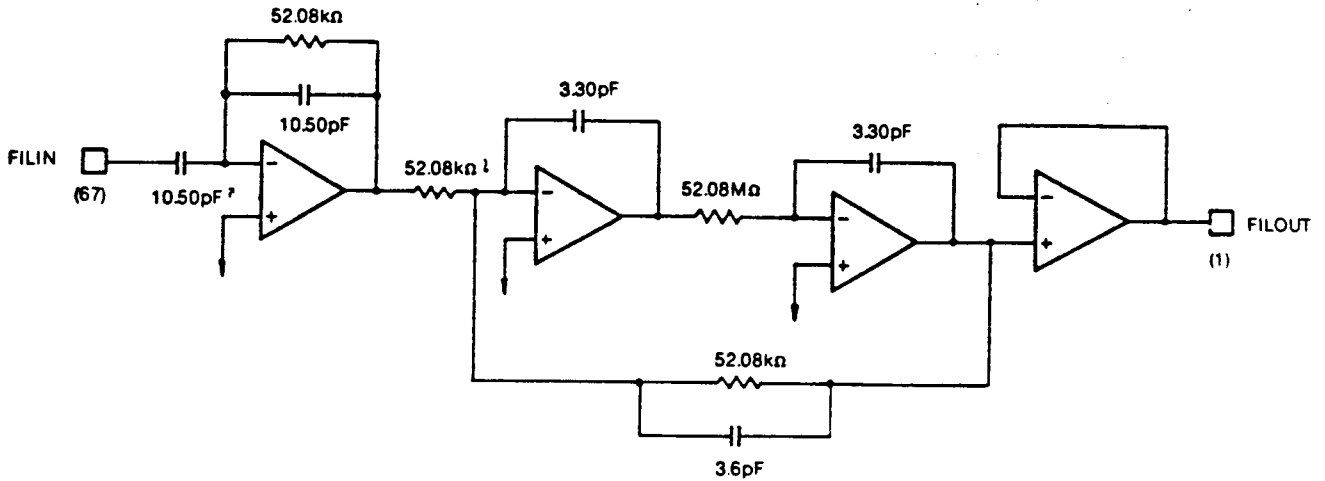 52.08kΩ
10.50pF
FILIN
(67)
10.50pF
−
+
52.08kΩ
3.30pF
−
+
52.08MΩ
3.30pF
−
+
−
+
FILOUT
(1)
52.08kΩ
3.6pF